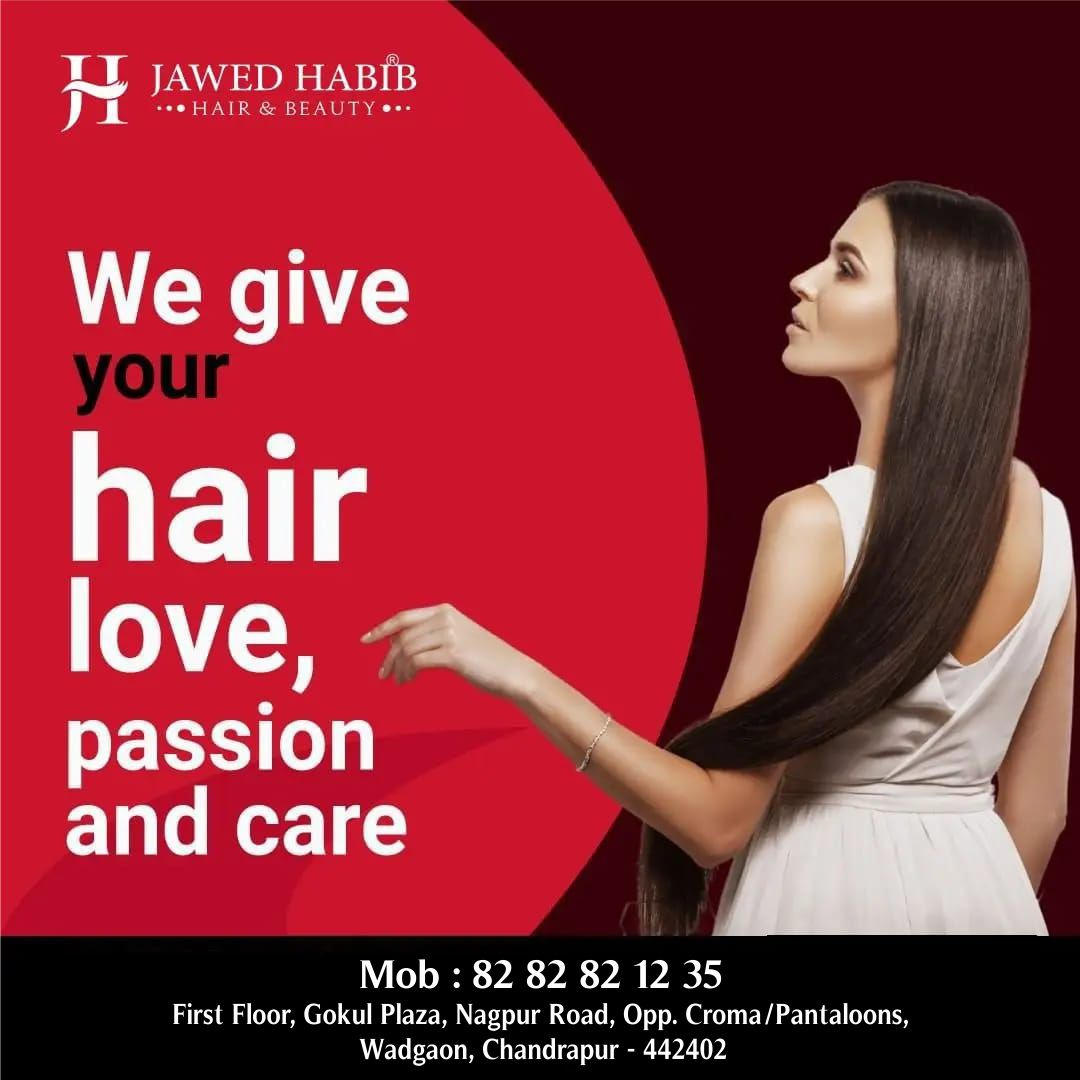 JAWED HABIB®
HAIR & BEAUTY
We give
your
hair
love,
passion
and care
Mob : 82 82 82 12 35
First Floor, Gokul Plaza, Nagpur Road, Opp. Croma/Pantaloons,
Wadgaon, Chandrapur - 442402